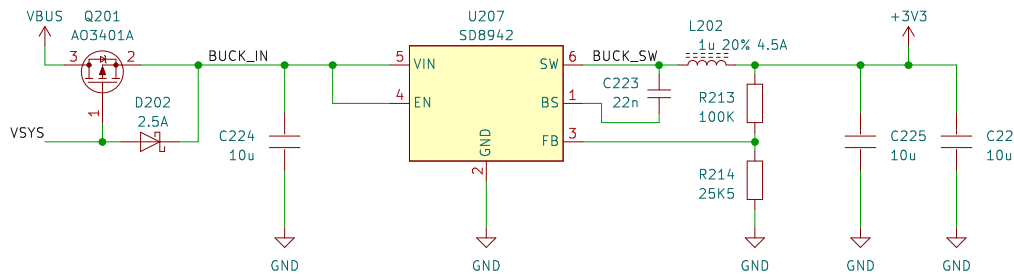 VBUS
Q201
AO3401A
3
2
1
BUCK_IN
D202
2.5A
VSYS
C224
10u
U207
SD8942
5
VIN
4
EN
SW
6
BS
1
FB
3
GND
2
BUCK_SW
C223
22n
L202
1u 20% 4.5A
R213
100K
R214
25K5
+3V3
C225
10u
C22
10u
GND
GND
GND
GND
GND